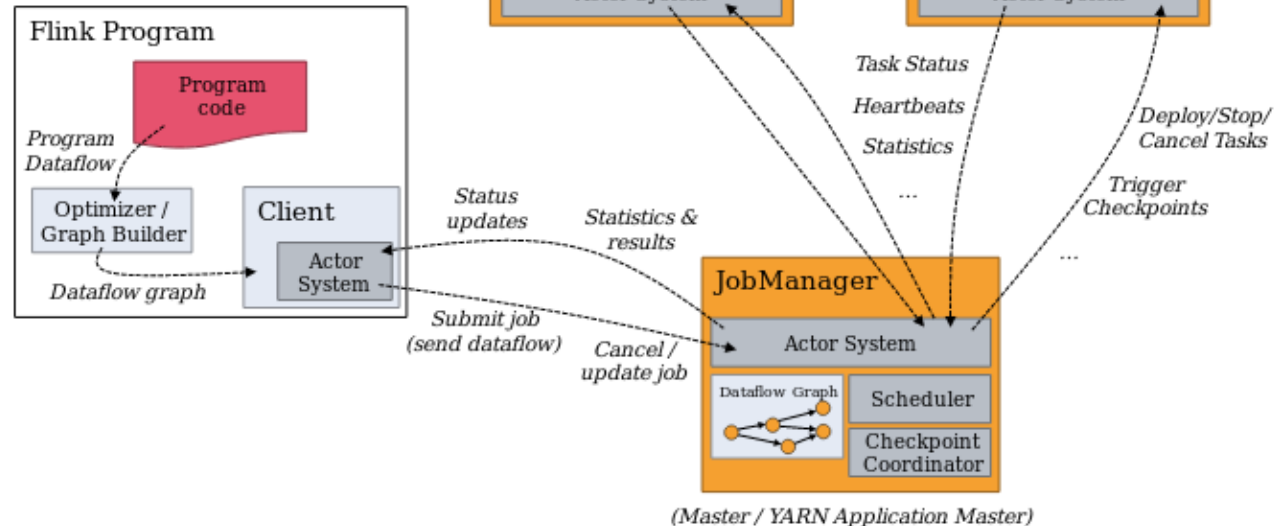 Flink Program
Program
code
Program
Dataflow
Optimizer /
Graph Builder
Dataflow graph
Client
Actor
System
Status
updates
Statistics &
results
Submit job
(send dataflow)
Cancel /
update job
Task Status
Heartbeats
Statistics
...
Deploy/Stop/
Cancel Tasks
Trigger
Checkpoints
...
JobManager
Actor System
Dataflow Graph
Scheduler
Checkpoint
Coordinator
(Master / YARN Application Master)